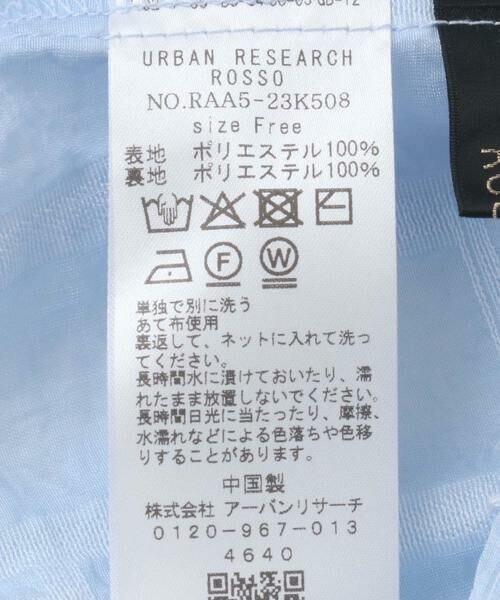 URBAN RESEARCH
ROSSO
NO.RAA5-23K508
size Free
表地 ポリエステル100%
裏地 ポリエステル100%
F W
単独で別に洗う
あて布使用
裏返して、ネットに入れて洗っ
てください。
長時間水に漬けておいたり、濡
れたまま放置しないでください。
長時間日光に当たったり、摩擦、
水濡れなどによる色落ちや色移
りすることがあります。
中国製
株式会社 アーバンリサーチ
0120-967-013
4640